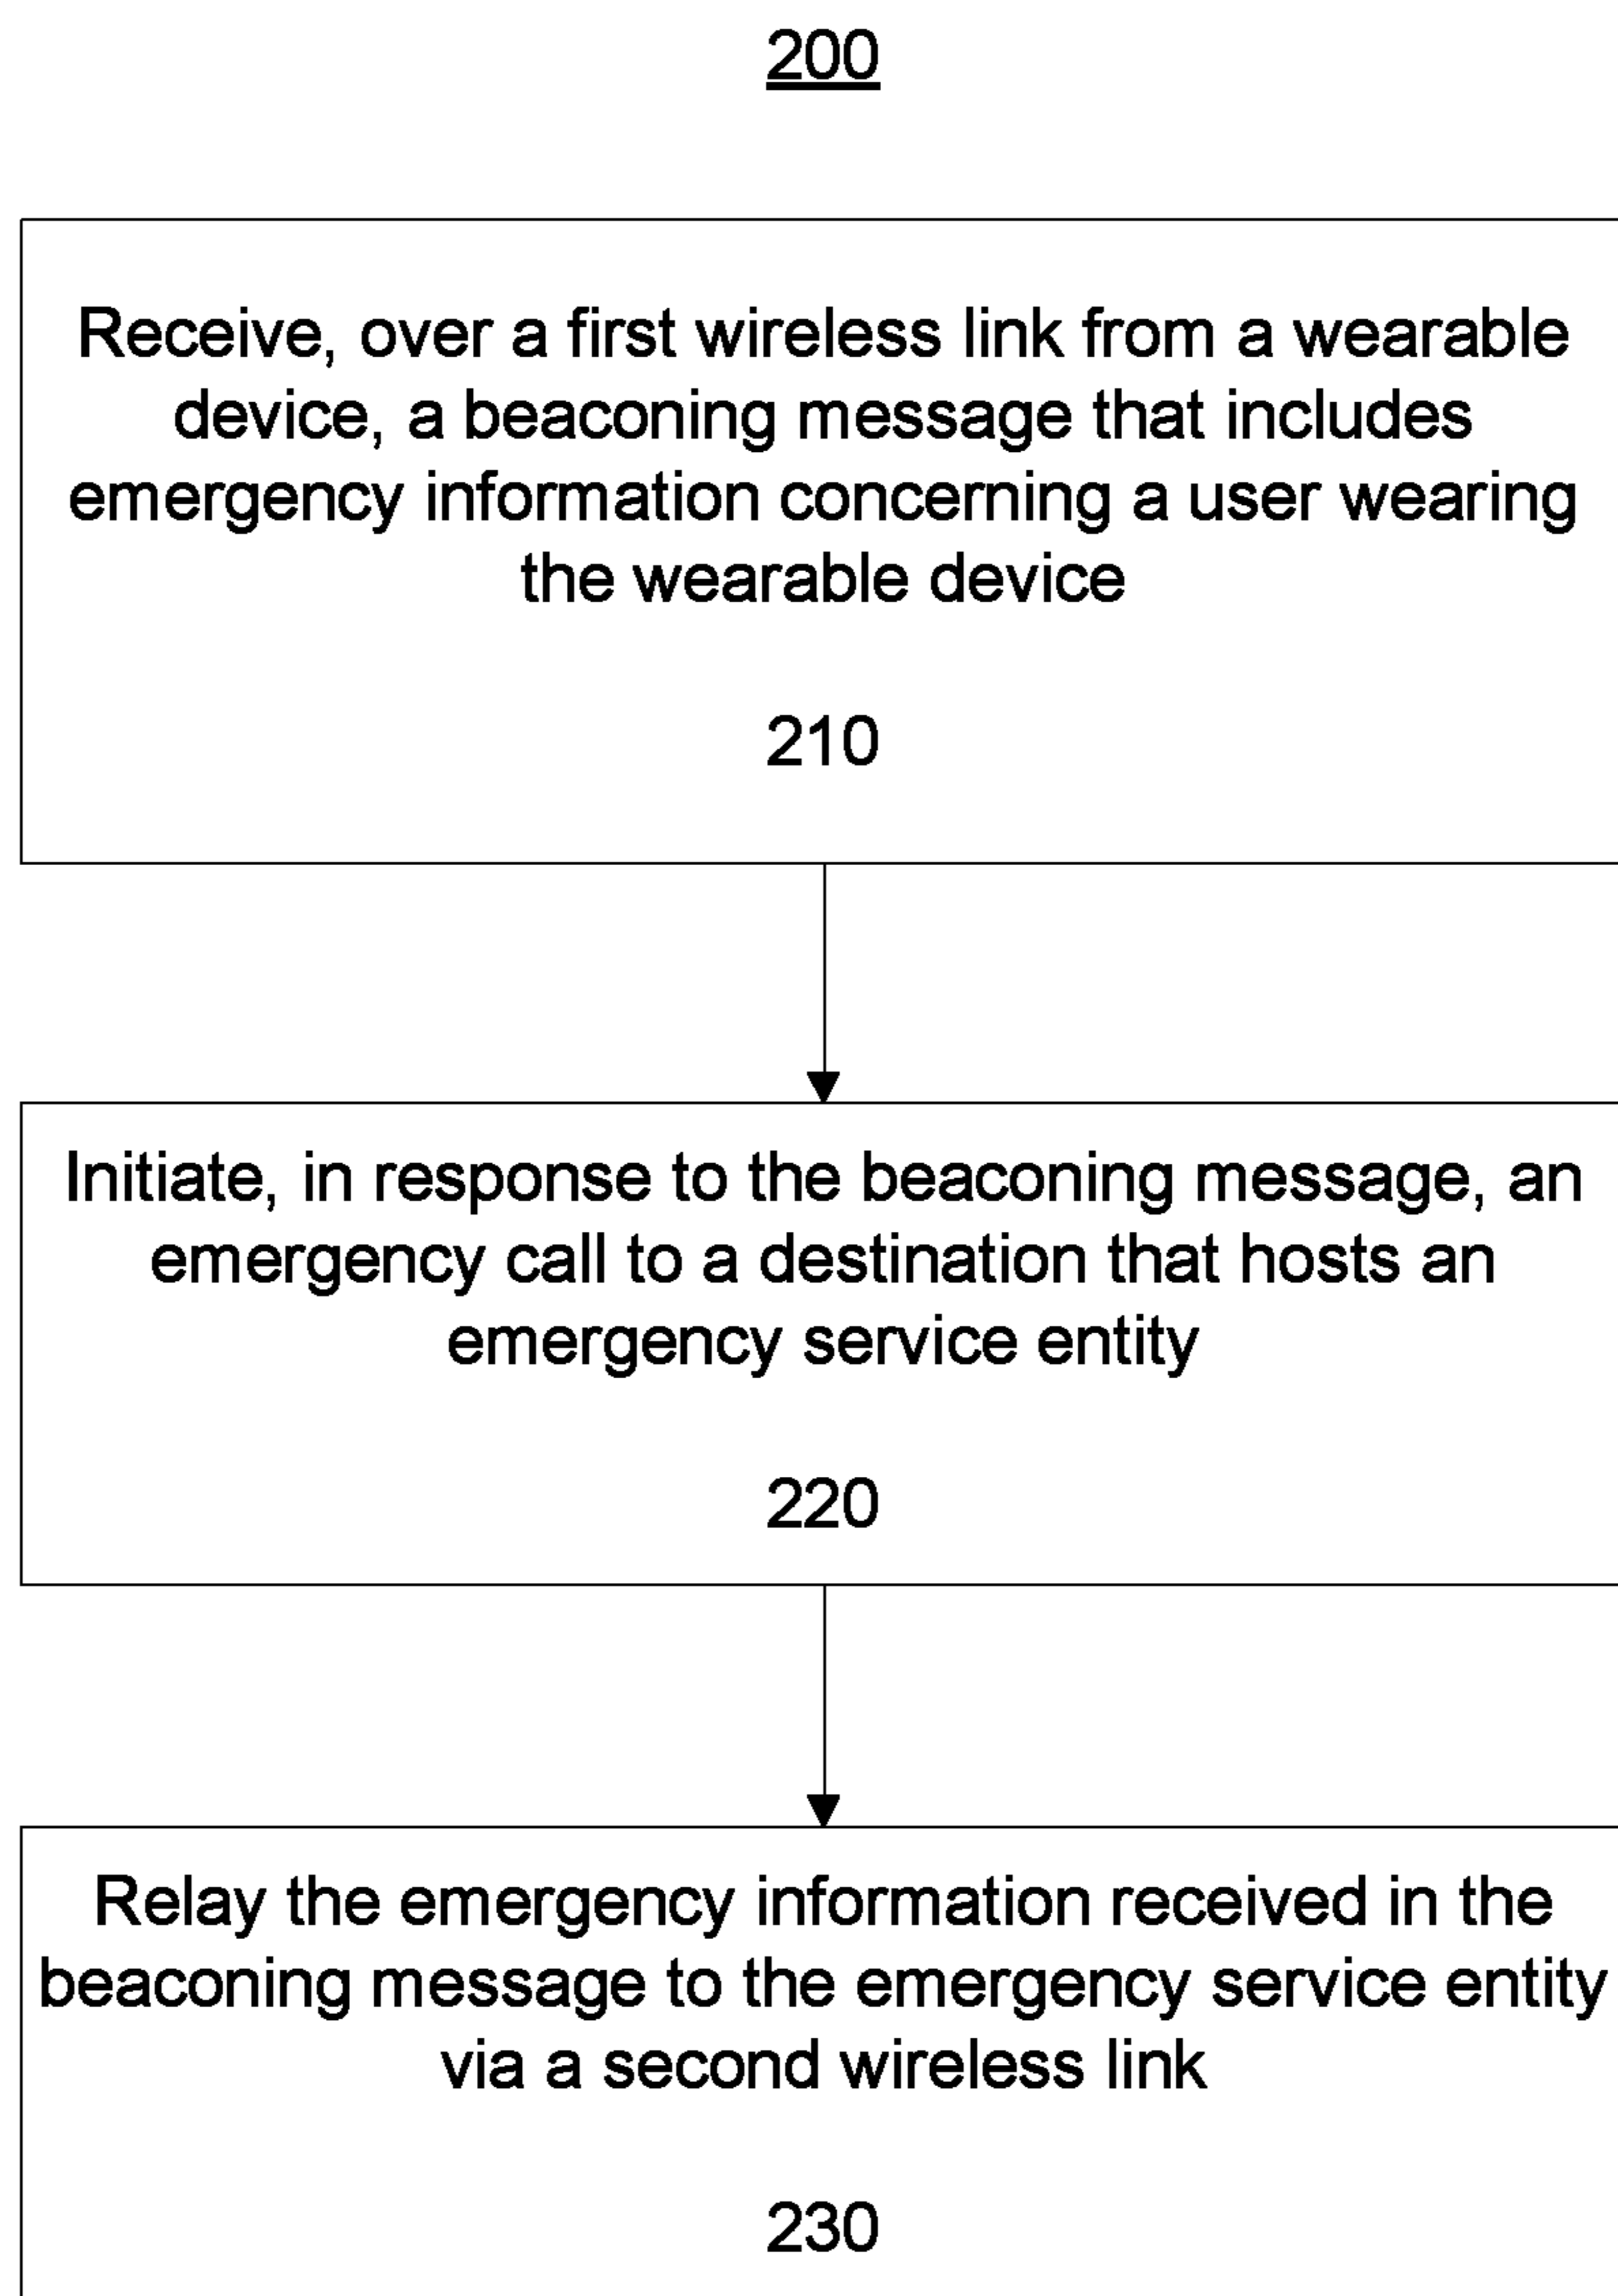 200
Receive, over a first wireless link from a wearable
device, a beaconing message that includes
emergency information concerning a user wearing
the wearable device
210
Initiate, in response to the beaconing message, an
emergency call to a destination that hosts an
emergency service entity
220
Relay the emergency information received in the
beaconing message to the emergency service entity
via a second wireless link
230